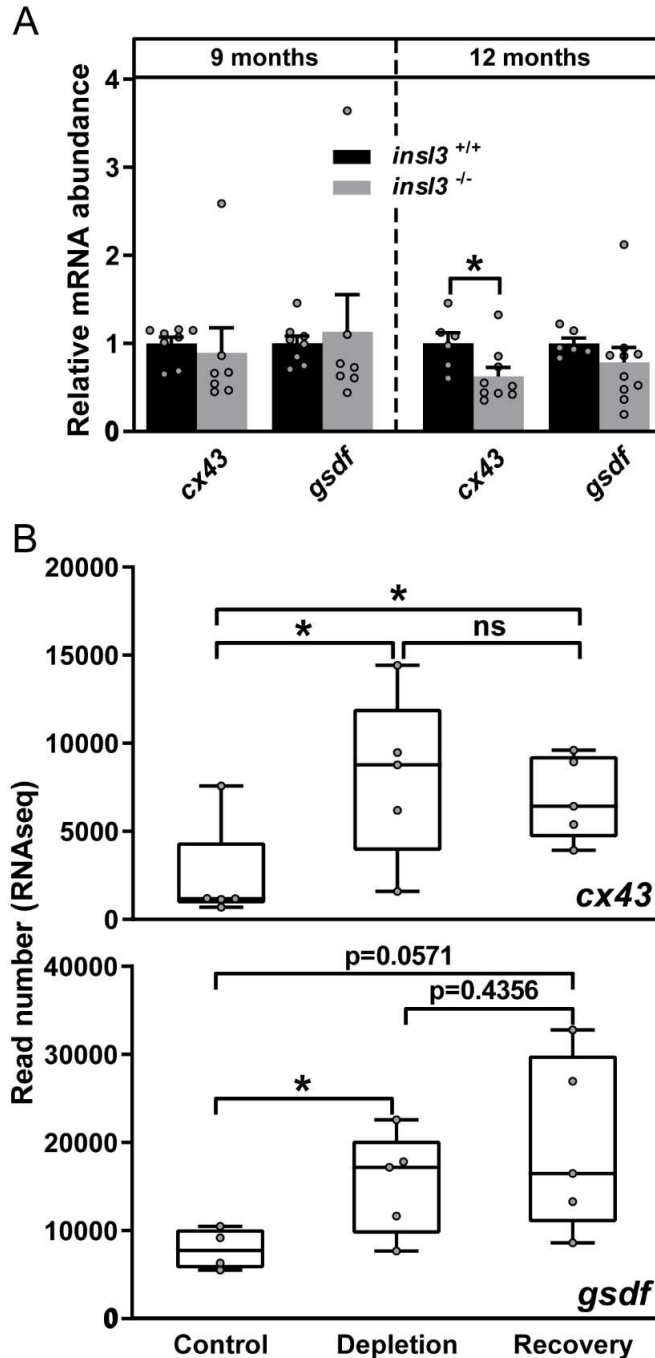 A
9 months 12 months
Relative mRNA abundance
4
3
2
1
0
insl3 +/+
insl3 -/-
*
cx43 gsdf cx43 gsdf
B
Read number (RNAseq)
20000
15000
10000
5000
0
*
* ns
cx43
40000
30000
20000
10000
0
p=0.0571
p=0.4356
*
gsdf
Control Depletion Recovery